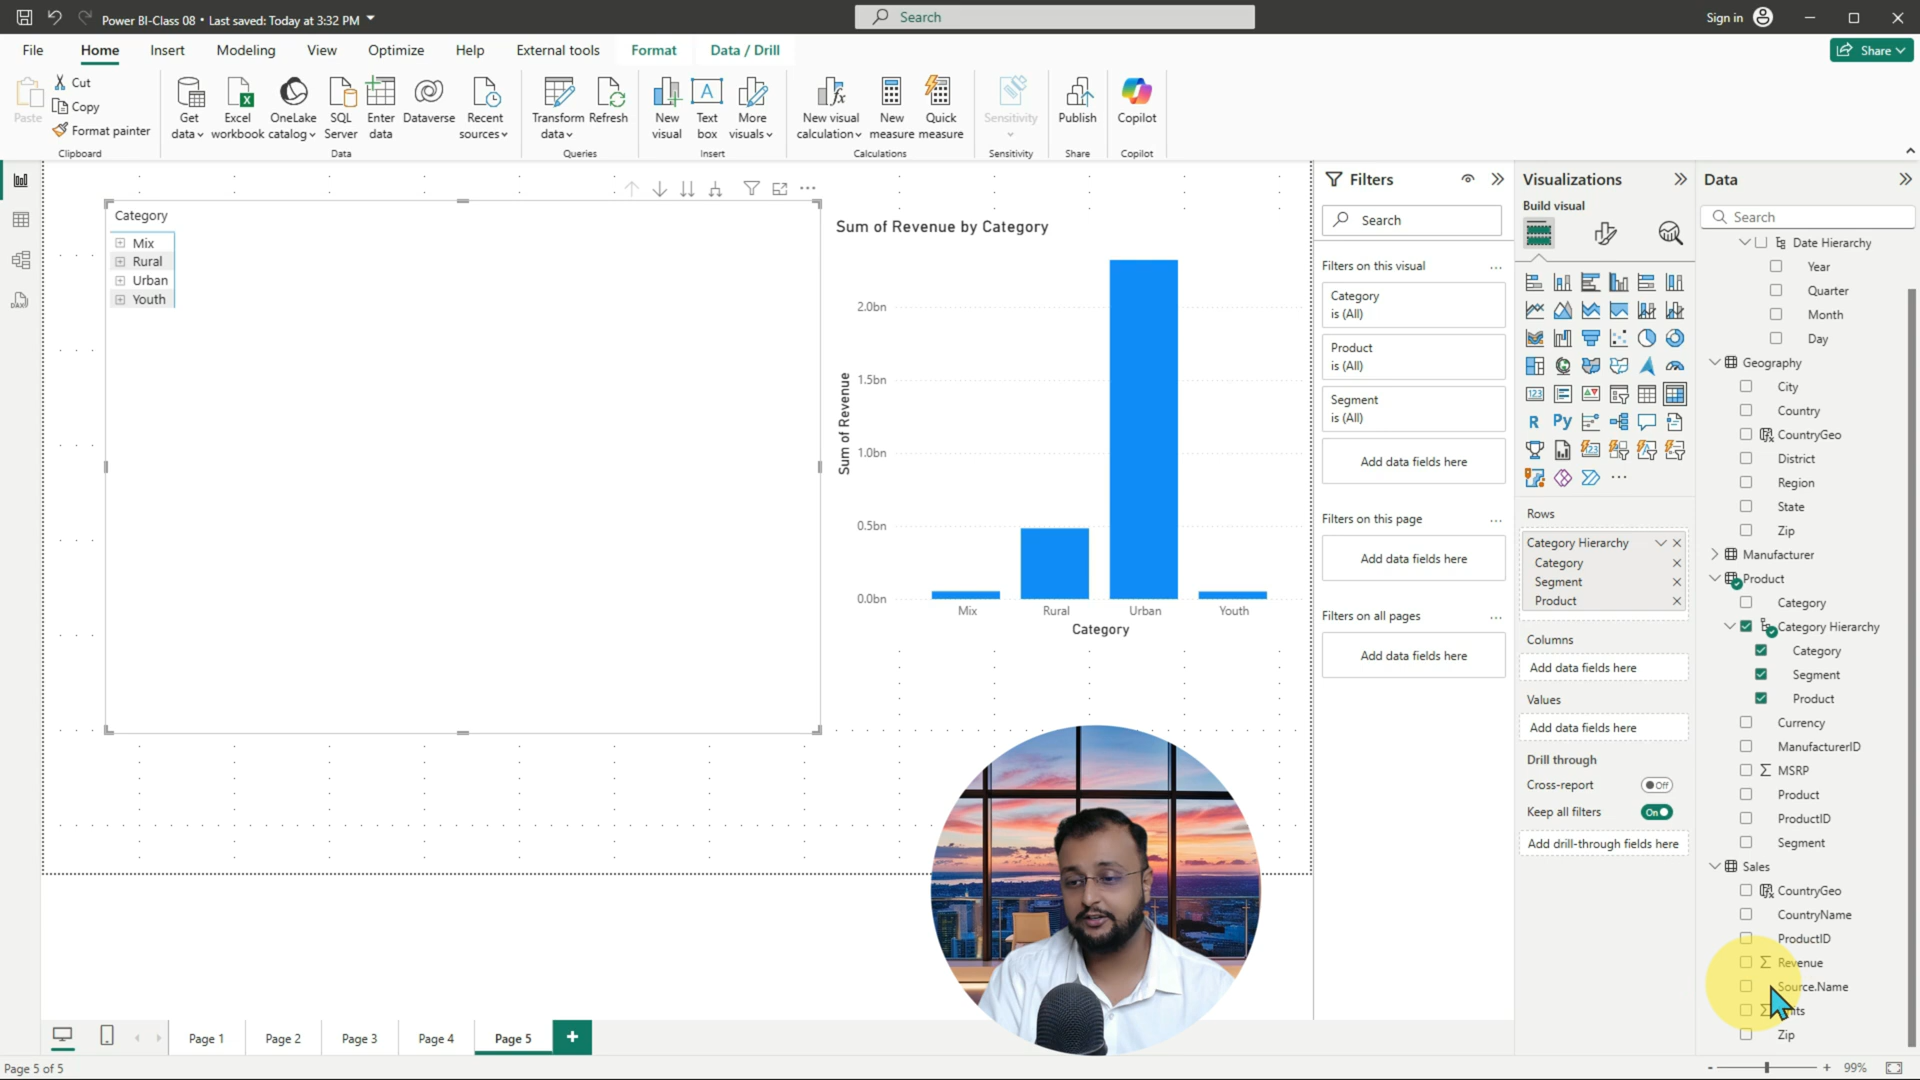 Power BI-Class 08 • Last saved: Today at 3:32 PM
Search
Sign in
File
Home
Insert
Modeling
View
Optimize
Help
External tools
Format
Data / Drill
Share
Paste
Cut
Copy
Format painter
Clipboard
Get data
Excel workbook
OneLake catalog
SQL Server
Enter data
Dataverse
Recent sources
Data
Transform data
Refresh
Queries
New visual
Text box
More visuals
Insert
New visual calculation
New measure
Quick measure
Calculations
Sensitivity
Sensitivity
Publish
Share
Copilot
Copilot
Category
Mix
Rural
Urban
Youth
Sum of Revenue by Category
2.0bn
1.5bn
1.0bn
0.5bn
0.0bn
Sum of Revenue
Mix
Rural
Urban
Youth
Category
Filters
Search
Filters on this visual
Category
is (All)
Product
is (All)
Segment
is (All)
Add data fields here
Filters on this page
Add data fields here
Filters on all pages
Add data fields here
Visualizations
Build visual
123
R
Py
123
Rows
Category Hierarchy
Category
Segment
Product
Columns
Add data fields here
Values
Add data fields here
Drill through
Cross-report
Off
Keep all filters
On
Add drill-through fields here
Data
Search
Date Hierarchy
Year
Quarter
Month
Day
Geography
City
Country
CountryGeo
District
Region
State
Zip
Manufacturer
Product
Category
Category Hierarchy
Category
Segment
Product
Currency
ManufacturerID
MSRP
Product
ProductID
Segment
Sales
CountryGeo
CountryName
ProductID
Revenue
Source.Name
Zip
Page 1
Page 2
Page 3
Page 4
Page 5
Page 5 of 5
99%